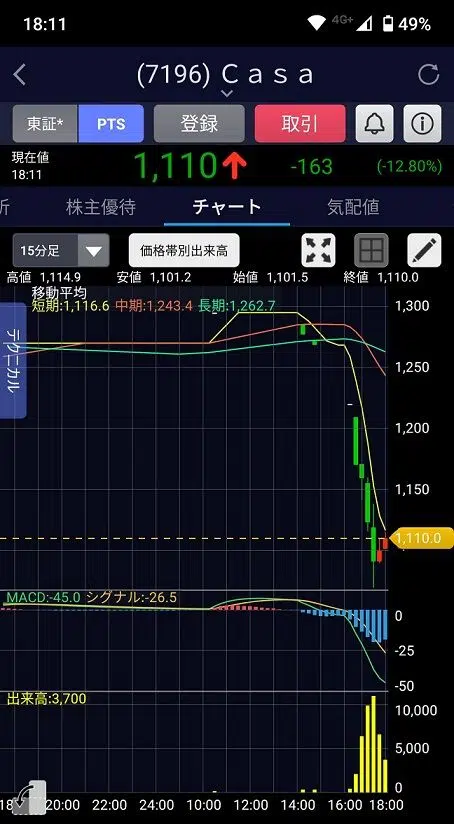 18:11 4G+ 49%
(7196) Ｃａｓａ
東証* PTS 登録 取引
現在値
18:11
1,110 -163 (-12.80%)
析 株主優待 チャート 気配値
15分足 価格帯別出来高
高値 1,114.9 安値 1,101.2 始値 1,101.5 終値 1,110.0
移動平均
短期:1,116.6 中期:1,243.4 長期:1,262.7
テクニカル
1,300
1,250
1,200
1,150
1,110.0
MACD:-45.0 シグナル:-26.5
0
-25
-50
出来高:3,700
10,000
5,000
0
20:00 22:00 24:00 10:00 12:00 14:00 16:00 18:00